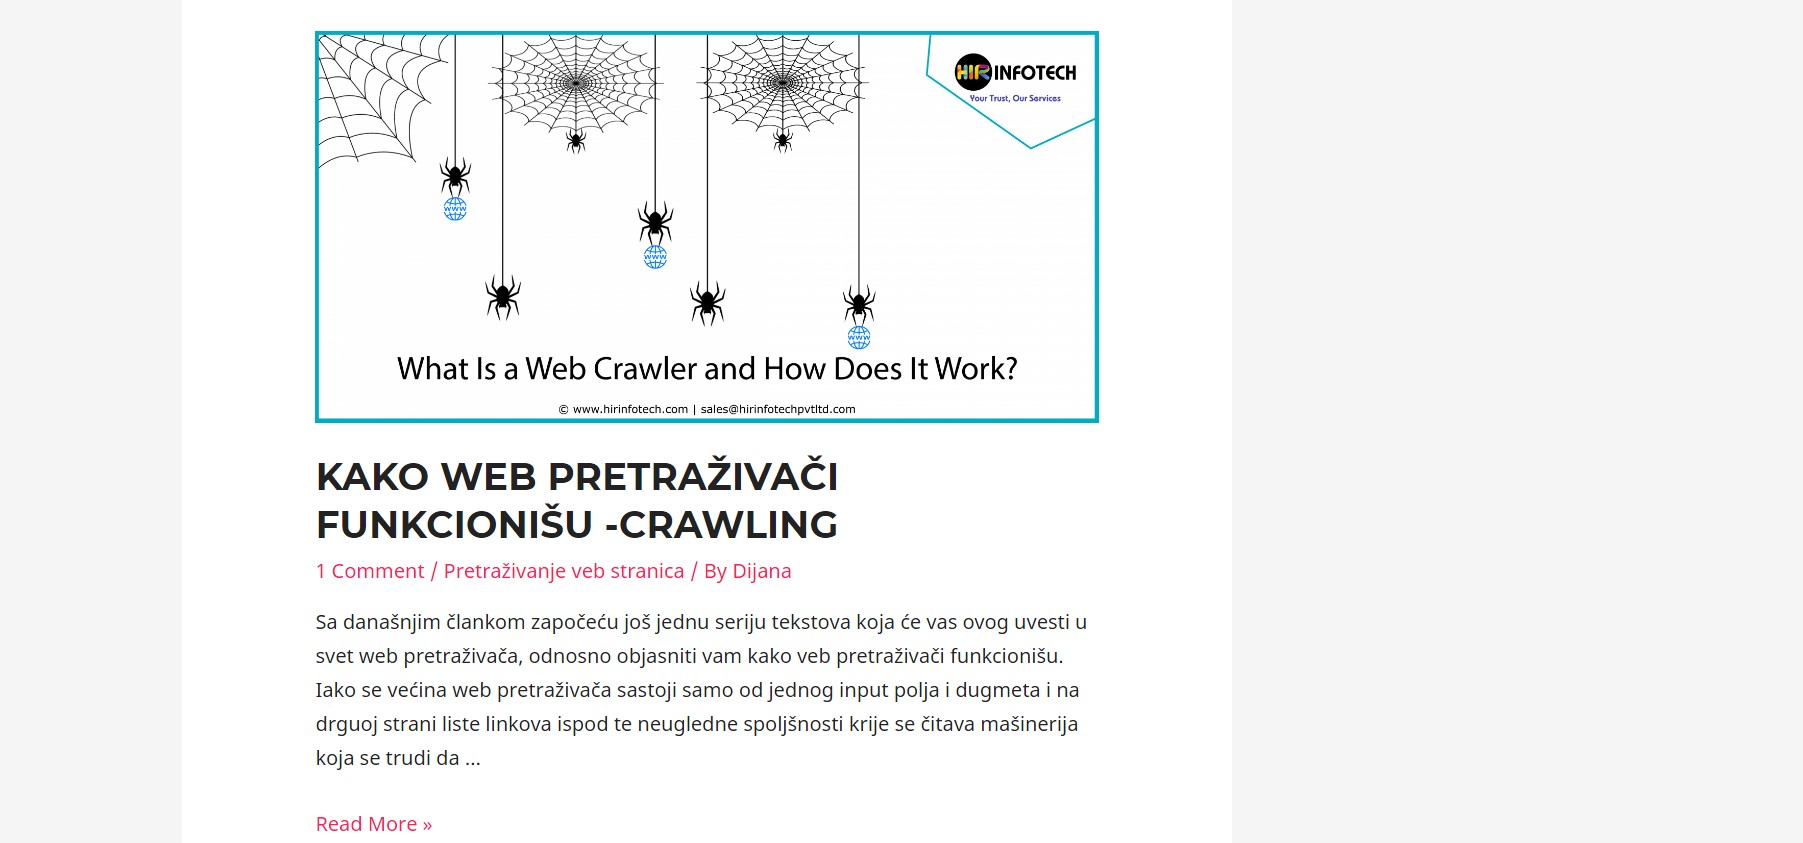 HIR INFOTECH
Your Trust, Our Services
www
www
www
What Is a Web Crawler and How Does It Work?
© www.hirinfotech.com | sales@hirinfotechpvtltd.com
KAKO WEB PRETRAŽIVAČI
FUNKCIONIŠU -CRAWLING
1 Comment / Pretraživanje veb stranica / By Dijana
Sa današnjim člankom započeću još jednu seriju tekstova koja će vas ovog uvesti u
svet web pretraživača, odnosno objasniti vam kako veb pretraživači funkcionišu.
Iako se većina web pretraživača sastoji samo od jednog input polja i dugmeta i na
drguoj strani liste linkova ispod te neugledne spoljšnosti krije se čitava mašinerija
koja se trudi da …
Read More »